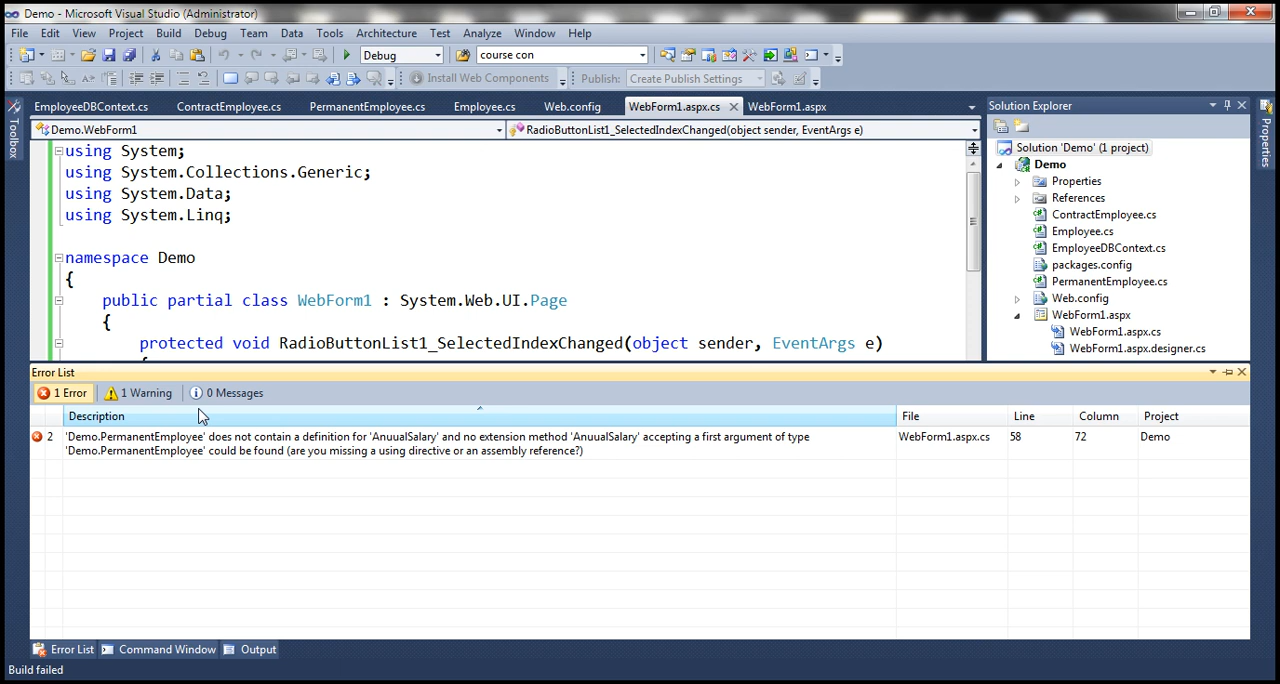 Demo - Microsoft Visual Studio (Administrator)
File Edit View Project Build Debug Team Data Tools Architecture Test Analyze Window Help
Debug course con
Install Web Components Publish: Create Publish Settings
EmployeeDBContext.cs ContractEmployee.cs PermanentEmployee.cs Employee.cs Web.config WebForm1.aspx.cs WebForm1.aspx
Toolbox
Demo.WebForm1 RadioButtonList1_SelectedIndexChanged(object sender, EventArgs e)
using System;
using System.Collections.Generic;
using System.Data;
using System.Linq;
namespace Demo
{
public partial class WebForm1 : System.Web.UI.Page
{
protected void RadioButtonList1_SelectedIndexChanged(object sender, EventArgs e)
Solution Explorer
Solution 'Demo' (1 project)
Demo
Properties
References
ContractEmployee.cs
Employee.cs
EmployeeDBContext.cs
packages.config
PermanentEmployee.cs
Web.config
WebForm1.aspx
WebForm1.aspx.cs
WebForm1.aspx.designer.cs
Properties
Error List
1 Error 1 Warning 0 Messages
Description File Line Column Project
2 'Demo.PermanentEmployee' does not contain a definition for 'AnuualSalary' and no extension method 'AnuualSalary' accepting a first argument of type WebForm1.aspx.cs 58 72 Demo
'Demo.PermanentEmployee' could be found (are you missing a using directive or an assembly reference?)
Error List Command Window Output
Build failed